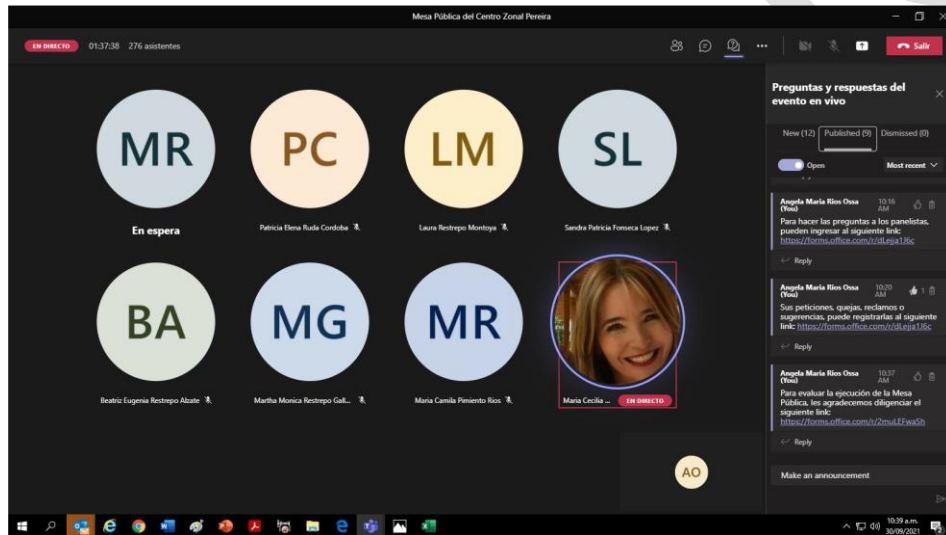 Mesa Pública del Centro Zonal Pereira
EN DIRECTO 01:37:38 276 asistentes
Salir
MR
En espera
PC
Patricia Elena Ruda Cordoba
LM
Laura Restrepo Montoya
SL
Sandra Patricia Fonseca Lopez
BA
Beatriz Eugenia Restrepo Alzate
MG
Martha Monica Restrepo Gall...
MR
Maria Camila Pimiento Rios
Maria Cecilia ... EN DIRECTO
AO
Preguntas y respuestas del
evento en vivo
New (12) Published (9) Dismissed (0)
Open Most recent
Angela Maria Rios Ossa 10:16
(You) AM
Para hacer las preguntas a los panelistas,
pueden ingresar al siguiente link:
https://forms.office.com/r/dLejja1J6c
Reply
Angela Maria Rios Ossa 10:20 1
(You) AM
Sus peticiones, quejas, reclamos o
sugerencias, puede registrarlas al siguiente
link: https://forms.office.com/r/dLejja1J6c
Reply
Angela Maria Rios Ossa 10:37
(You) AM
Para evaluar la ejecución de la Mesa
Pública, les agradecemos diligenciar el
siguiente link:
https://forms.office.com/r/2muLEFwaSh
Reply
Make an announcement
10:39 a.m.
30/09/2021